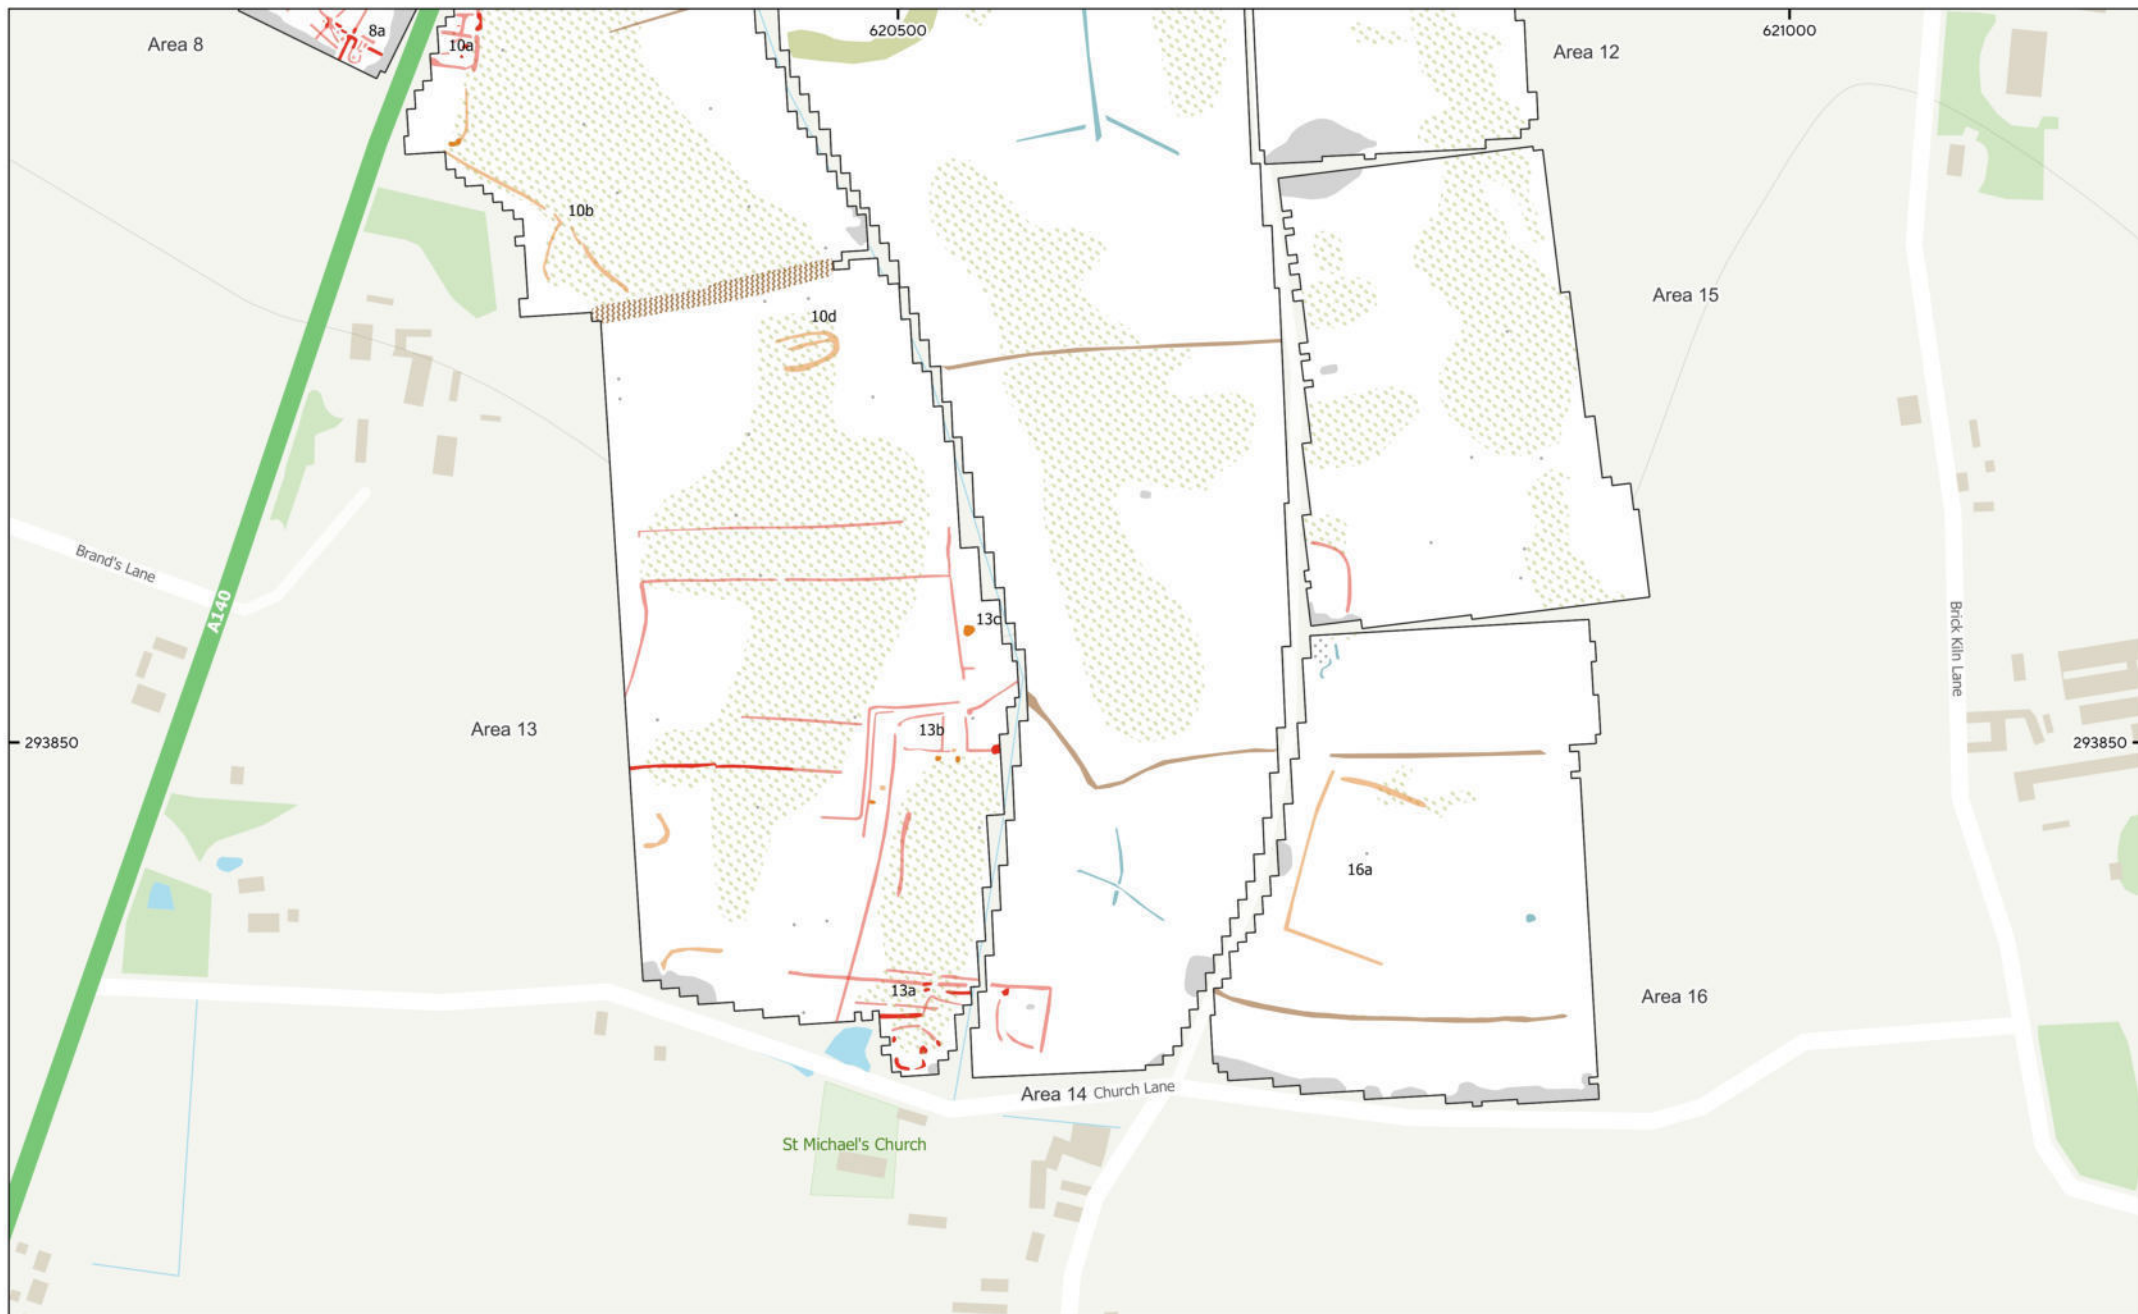 8a
620500
621000
Area 8
10a
Area 12
10b
Area 15
10d
Brand's Lane
A140
13c
Brick Kiln Lane
Area 13
13b
293850
293850
16a
13a
Area 16
Area 14
Church Lane
St Michael's Church